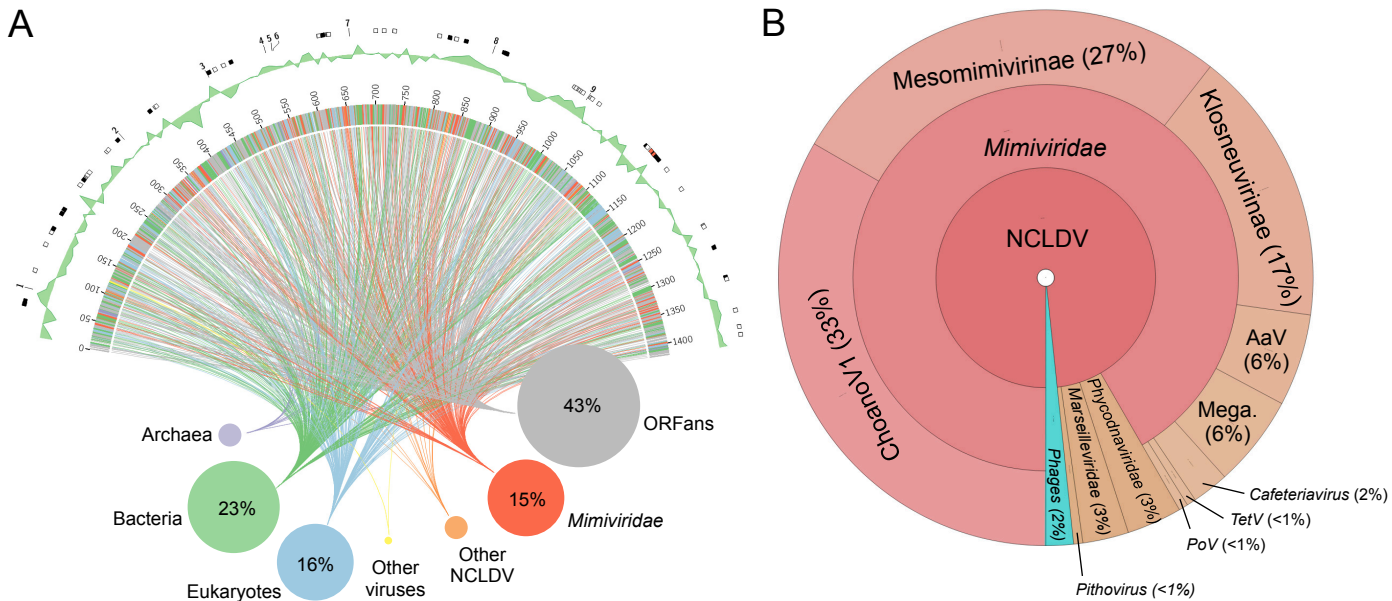 A
1
2
3
4 5 6
7
8
9
0
50
100
150
200
250
300
350
400
450
500
550
600
650
700
750
800
850
900
950
1000
1050
1100
1150
1200
1250
1300
1350
1400
Archaea
Bacteria
23%
Eukaryotes
16%
Other
viruses
Other
NCLDV
15%
Mimiviridae
43%
ORFans
B
Mesomimivirinae (27%)
Klosneuvirinae (17%)
Mimiviridae
NCLDV
AaV
(6%)
Mega.
(6%)
ChoanoV1 (33%)
Phages (2%)
Marseilleviridae (3%)
Phycodnaviridae (3%)
Cafeteriavirus (2%)
TetV (<1%)
PoV (<1%)
Pithovirus (<1%)